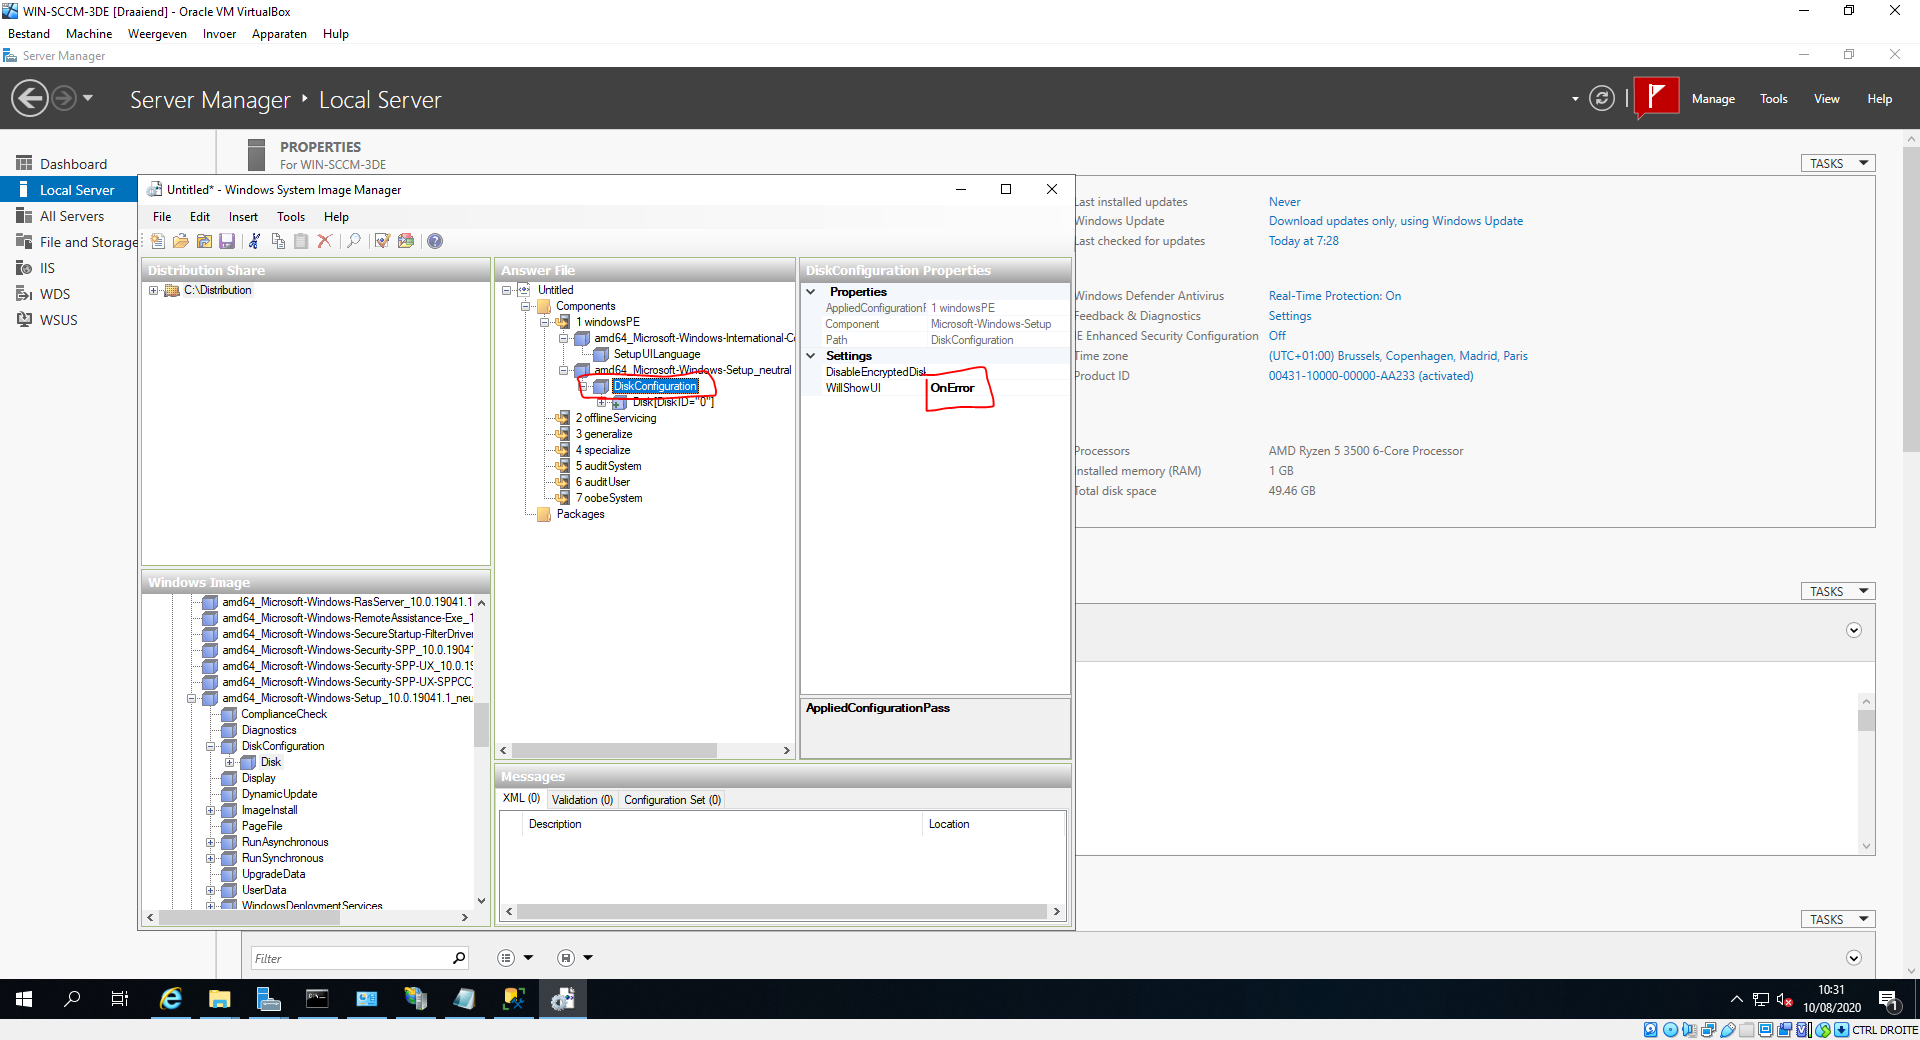 WIN-SCCM-3DE [Draaiend] - Oracle VM VirtualBox
Bestand Machine Weergeven Invoer Apparaten Hulp
Server Manager
Server Manager Local Server
Manage Tools View Help
Dashboard
Local Server
All Servers
File and Storage
IIS
WDS
WSUS
PROPERTIES
For WIN-SCCM-3DE
TASKS
Untitled* - Windows System Image Manager
File Edit Insert Tools Help
Distribution Share
C:\Distribution
Answer File
Untitled
Components
1 windowsPE
amd64_Microsoft-Windows-International-Co
SetupUILanguage
amd64_Microsoft-Windows-Setup_neutral
DiskConfiguration
Disk[DiskID="0"]
2 offlineServicing
3 generalize
4 specialize
5 auditSystem
6 auditUser
7 oobeSystem
Packages
DiskConfiguration Properties
Properties
AppliedConfigurationP 1 windowsPE
Component Microsoft-Windows-Setup
Path DiskConfiguration
Settings
DisableEncryptedDisk
WillShowUI OnError
AppliedConfigurationPass
Windows Image
amd64_Microsoft-Windows-RasServer_10.0.19041.1
amd64_Microsoft-Windows-RemoteAssistance-Exe_1
amd64_Microsoft-Windows-SecureStartup-FilterDriver
amd64_Microsoft-Windows-Security-SPP_10.0.1904
amd64_Microsoft-Windows-Security-SPP-UX_10.0.19
amd64_Microsoft-Windows-Security-SPP-UX-SPPCC_
amd64_Microsoft-Windows-Setup_10.0.19041.1_neu
ComplianceCheck
Diagnostics
DiskConfiguration
Disk
Display
DynamicUpdate
ImageInstall
PageFile
RunAsynchronous
RunSynchronous
UpgradeData
UserData
WindowsDeploymentServices
Messages
XML (0) Validation (0) Configuration Set (0)
Description Location
Last installed updates Never
Windows Update Download updates only, using Windows Update
Last checked for updates Today at 7:28
Windows Defender Antivirus Real-Time Protection: On
Feedback & Diagnostics Settings
IE Enhanced Security Configuration Off
Time zone (UTC+01:00) Brussels, Copenhagen, Madrid, Paris
Product ID 00431-10000-00000-AA233 (activated)
Processors AMD Ryzen 5 3500 6-Core Processor
Installed memory (RAM) 1 GB
Total disk space 49.46 GB
TASKS
TASKS
Filter
10:31
10/08/2020
1
CTRL DROITE